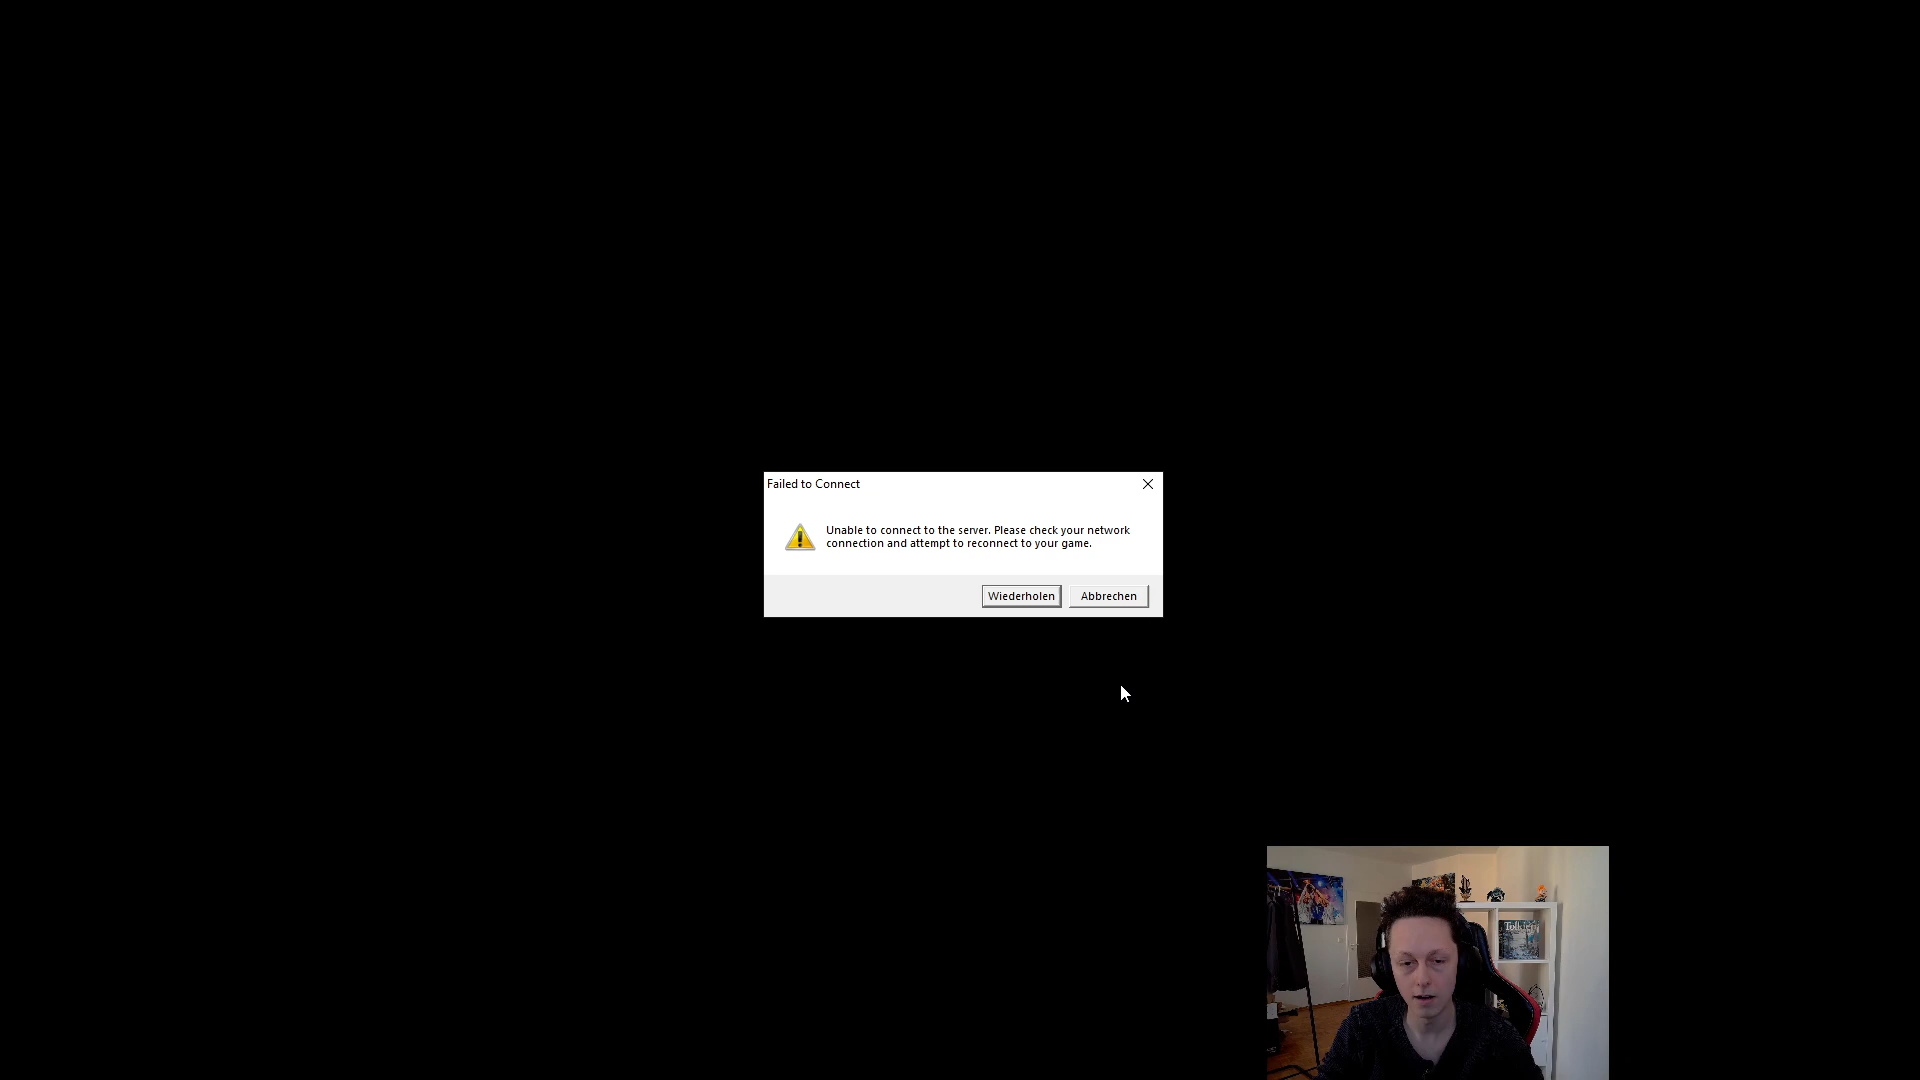 Failed to Connect
Unable to connect to the server. Please check your network
connection and attempt to reconnect to your game.
Wiederholen
Abbrechen
Tolkien